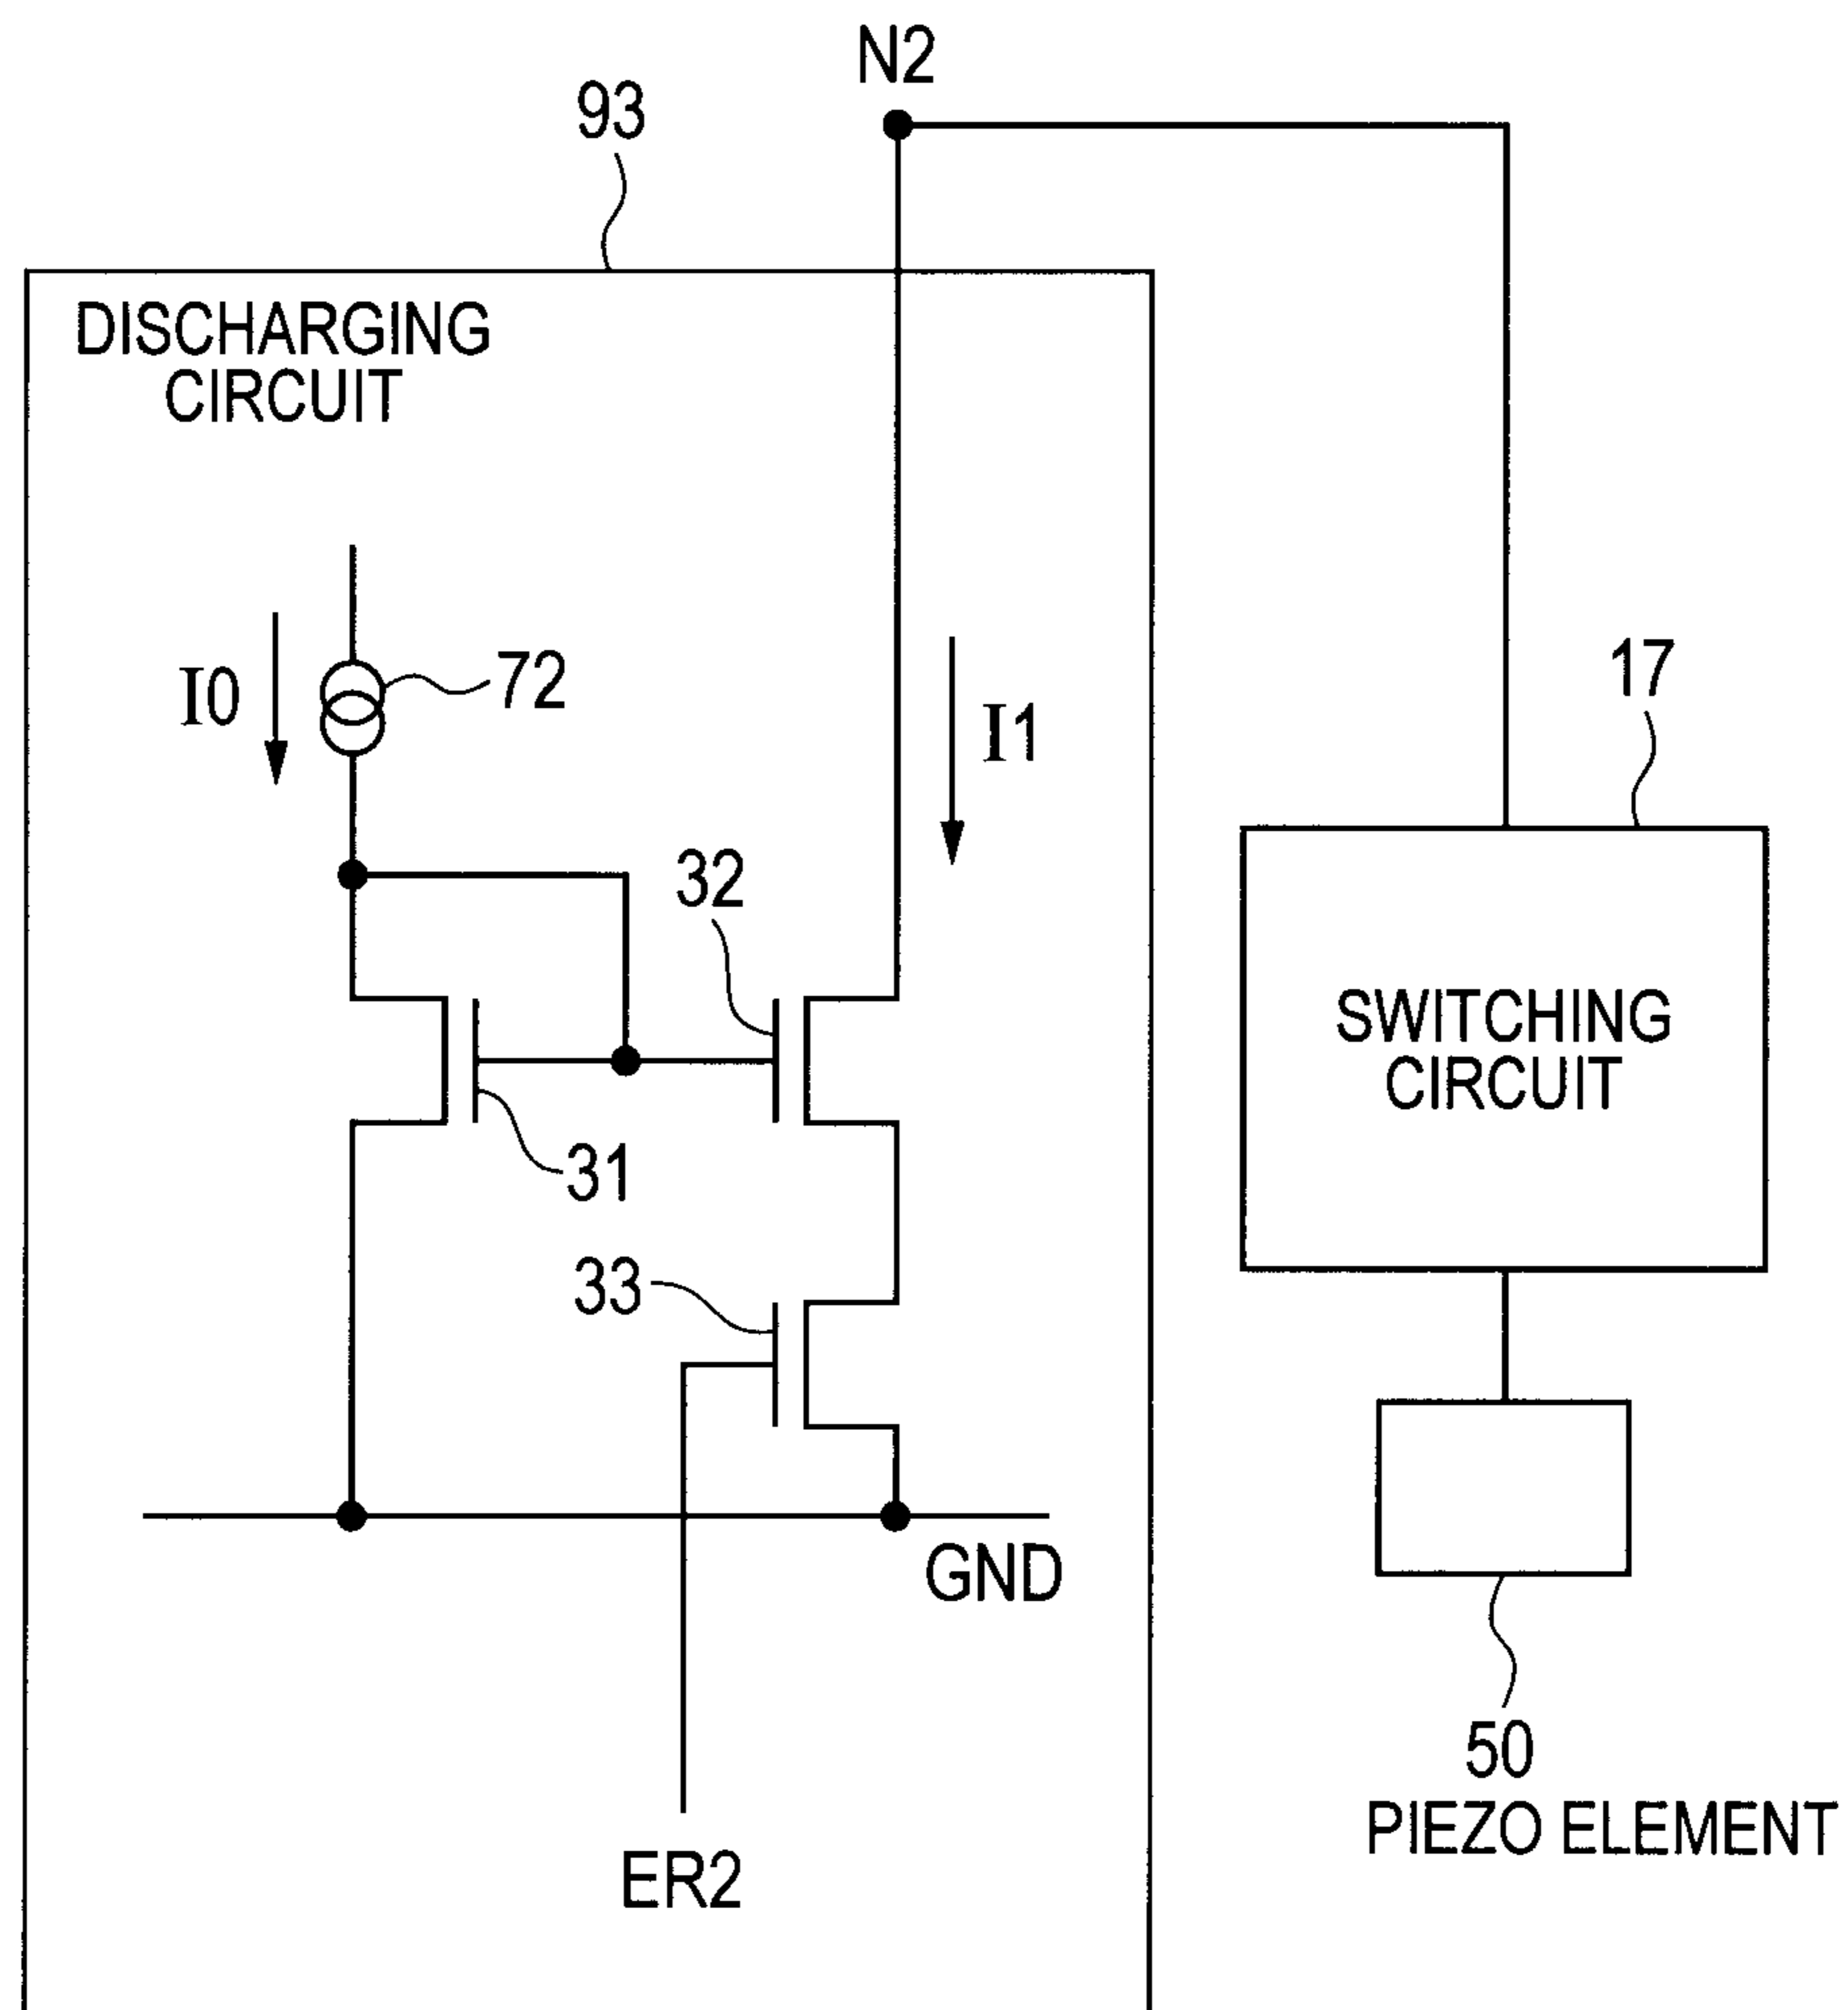 N2
93
DISCHARGING
CIRCUIT
I0
72
I1
17
32
SWITCHING
CIRCUIT
31
33
GND
50
PIEZO ELEMENT
ER2